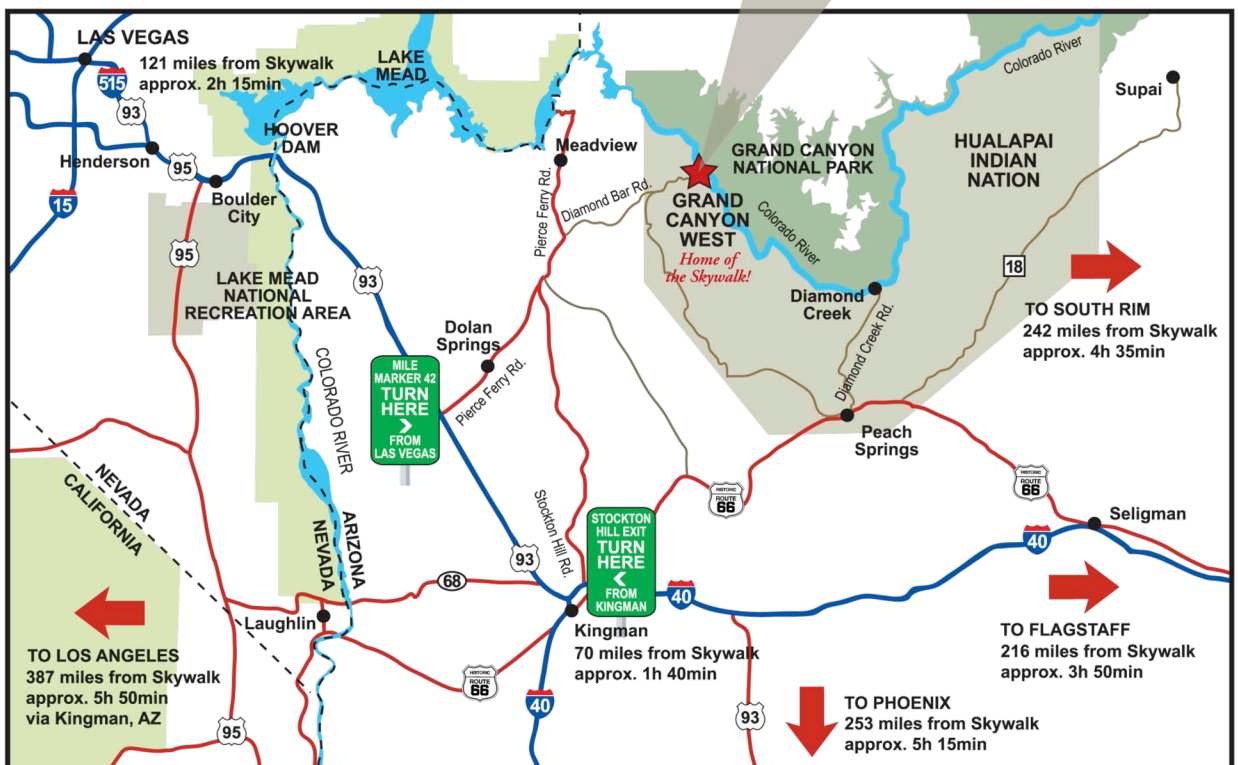 LAS VEGAS
121 miles from Skywalk
approx. 2h 15min
515
93
Henderson
95
15
Boulder
City
HOOVER
DAM
LAKE
MEAD
95
LAKE MEAD
NATIONAL
RECREATION AREA
93
Meadview
Pierce Ferry Rd.
Diamond Bar Rd.
GRAND
CANYON
WEST
Home of
the Skywalk!
GRAND CANYON
NATIONAL PARK
Colorado River
Colorado River
HUALAPAI
INDIAN
NATION
Supai
18
TO SOUTH RIM
242 miles from Skywalk
approx. 4h 35min
Diamond
Creek
Diamond Creek Rd.
Dolan
Springs
Pierce Ferry Rd.
MILE
MARKER 42
TURN
HERE
>
FROM
LAS VEGAS
COLORADO RIVER
Peach
Springs
NEVADA
CALIFORNIA
HISTORIC
ROUTE
66
HISTORIC
ROUTE
66
Seligman
40
Stockton Hill Rd.
STOCKTON
HILL EXIT
TURN
HERE
<
FROM
KINGMAN
ARIZONA
NEVADA
93
68
40
Laughlin
Kingman
70 miles from Skywalk
approx. 1h 40min
TO LOS ANGELES
387 miles from Skywalk
approx. 5h 50min
via Kingman, AZ
TO FLAGSTAFF
216 miles from Skywalk
approx. 3h 50min
HISTORIC
ROUTE
66
40
95
93
TO PHOENIX
253 miles from Skywalk
approx. 5h 15min